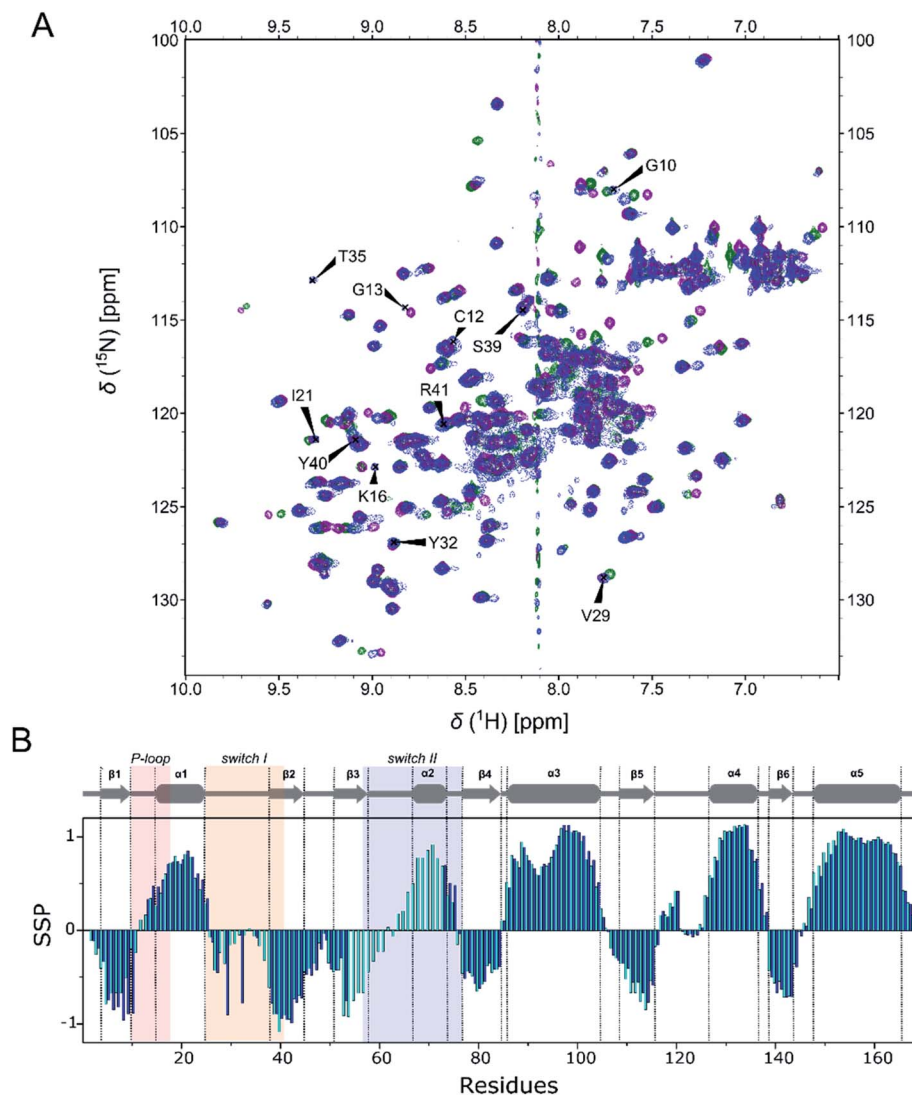 A
10.0 9.5 9.0 8.5 8.0 7.5 7.0
100 100
105 105
G10
110 110
T35
G13
C12
115 115
S39
I21
R41
120 120
Y40
K16
125 125
Y32
V29
130 130
10.0 9.5 9.0 8.5 8.0 7.5 7.0
δ (¹⁵N) [ppm]
δ (¹H) [ppm]
B
P-loop switch I switch II
β1 α1 β2 β3 α2 β4 α3 β5 α4 β6 α5
1
0
-1
SSP
20 40 60 80 100 120 140 160
Residues